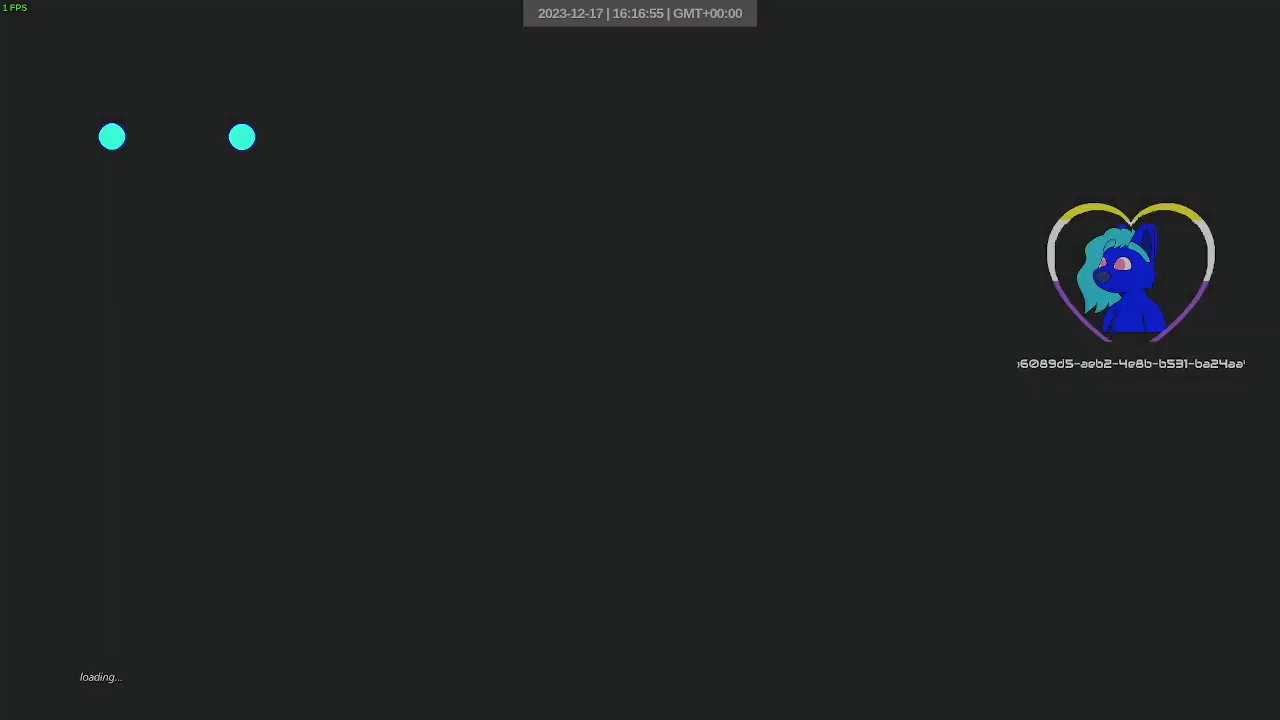 1 FPS
2023-12-17 | 16:16:55 | GMT+00:00
6089d5-aeb2-4e8b-b531-ba24aa
loading...